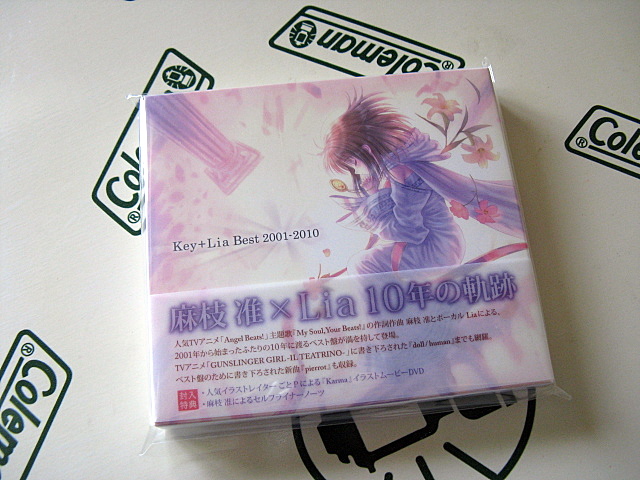 Coleman®
Coleman®
Coleman®
Coleman®
Key+Lia Best 2001-2010
麻枝 准×Lia 10年の軌跡
人気TVアニメ「Angel Beats!」主題歌『My Soul,Your Beats!』の作詞作曲 麻枝 准とボーカル Liaによる、
2001年から始まったふたりの10年に渡るベスト盤が満を持して登場。
TVアニメ「GUNSLINGER GIRL -IL TEATRINO-」に書き下ろされた『doll / human』までも網羅。
ベスト盤のために書き下ろされた新曲『pierrot』も収録。
封入特典
・人気イラストレイター ごとPによる『Karma』イラストムービーDVD
・麻枝 准によるセルフライナーノーツ